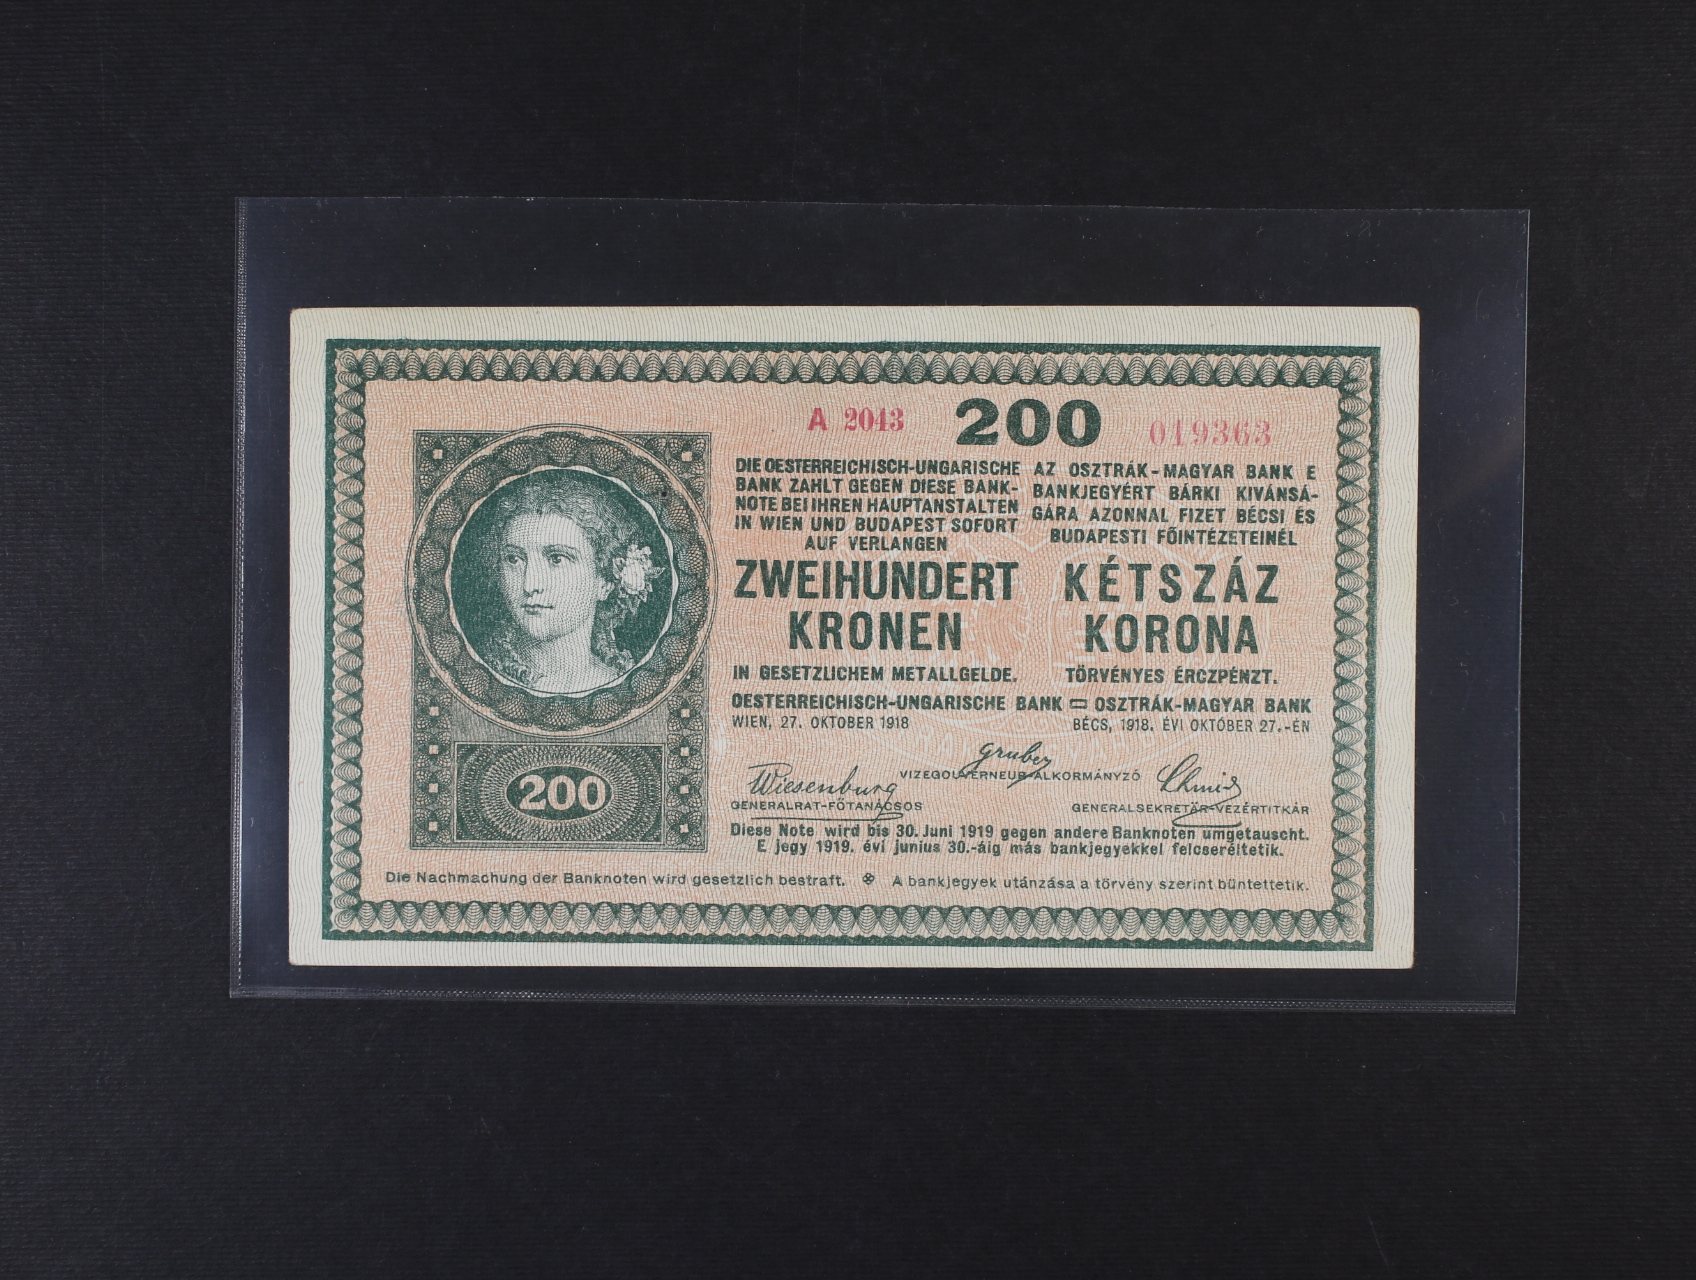 A 2043 200 019363
DIE OESTERREICHISCH-UNGARISCHE
BANK ZAHLT GEGEN DIESE BANK-
NOTE BEI IHREN HAUPTANSTALTEN
IN WIEN UND BUDAPEST SOFORT
AUF VERLANGEN
ZWEIHUNDERT
KRONEN
IN GESETZLICHEM METALLGELDE.
AZ OSZTRÁK-MAGYAR BANK E
BANKJEGYÉRT BÁRKI KIVÁNSÁ-
GÁRA AZONNAL FIZET BÉCSI ÉS
BUDAPESTI FŐINTÉZETEINÉL
KÉTSZÁZ
KORONA
TÖRVÉNYES ÉRCZPÉNZT.
OESTERREICHISCH-UNGARISCHE BANK = OSZTRÁK-MAGYAR BANK
WIEN, 27. OKTOBER 1918
BÉCS, 1918. ÉVI OKTÓBER 27.-ÉN
Gruber
VIZEGOUVERNEUR-ALKORMÁNYZÓ
Wiesenburg
GENERALRAT-FŐTANÁCSOS
Schmid
GENERALSEKRETÄR-VEZÉRTITKÁR
200
Diese Note wird bis 30. Juni 1919 gegen andere Banknoten umgetauscht.
E jegy 1919. évi junius 30.-áig más bankjegyekkel felcseréltetik.
Die Nachmachung der Banknoten wird gesetzlich bestraft.
A bankjegyek utánzása a törvény szerint büntettetik.